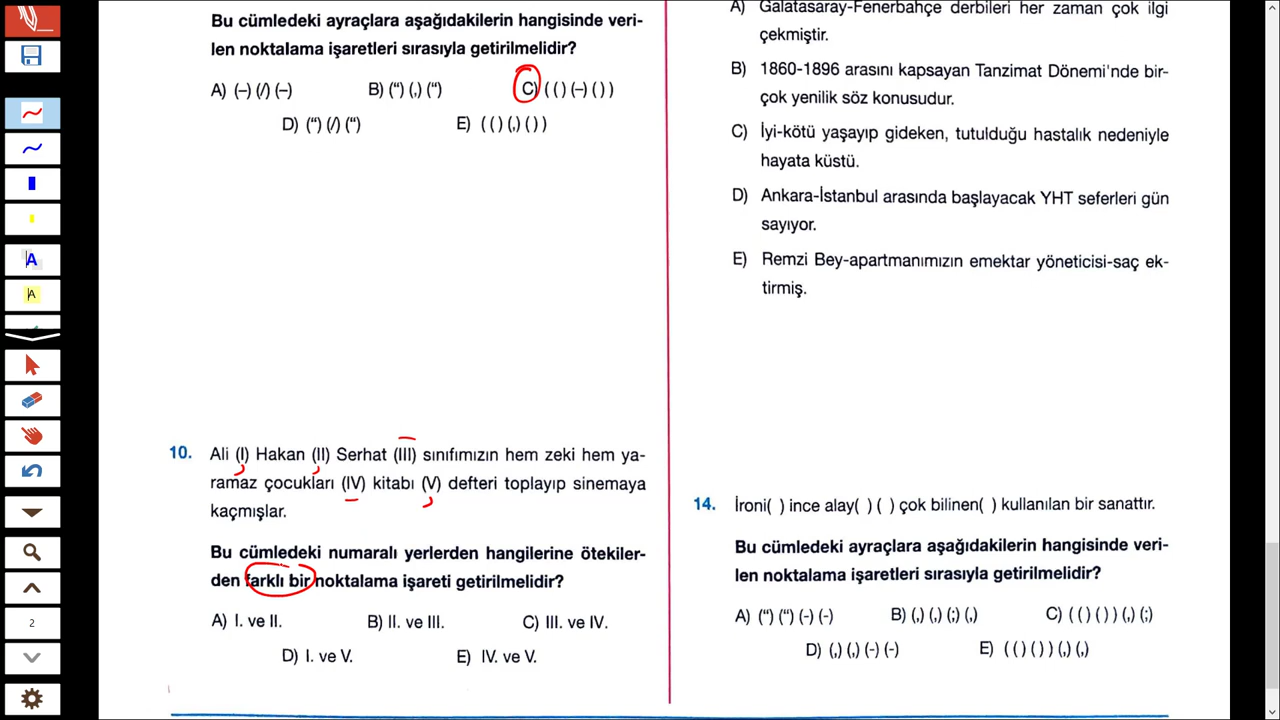 Bu cümledeki ayraçlara aşağıdakilerin hangisinde veri-
len noktalama işaretleri sırasıyla getirilmelidir?
A) (–) (/) (–) B) (“) (,) (“) C) ( ( ) (–) ( ) )
D) (“) (/) (“) E) ( ( ) (,) ( ) )
10. Ali (I) Hakan (II) Serhat (III) sınıfımızın hem zeki hem ya-
ramaz çocukları (IV) kitabı (V) defteri toplayıp sinemaya
kaçmışlar.
Bu cümledeki numaralı yerlerden hangilerine ötekiler-
den farklı bir noktalama işareti getirilmelidir?
A) I. ve II. B) II. ve III. C) III. ve IV.
D) I. ve V. E) IV. ve V.
A) Galatasaray-Fenerbahçe derbileri her zaman çok ilgi
çekmiştir.
B) 1860-1896 arasını kapsayan Tanzimat Dönemi'nde bir-
çok yenilik söz konusudur.
C) İyi-kötü yaşayıp gideken, tutulduğu hastalık nedeniyle
hayata küstü.
D) Ankara-İstanbul arasında başlayacak YHT seferleri gün
sayıyor.
E) Remzi Bey-apartmanımızın emektar yöneticisi-saç ek-
tirmiş.
14. İroni( ) ince alay( ) ( ) çok bilinen( ) kullanılan bir sanattır.
Bu cümledeki ayraçlara aşağıdakilerin hangisinde veri-
len noktalama işaretleri sırasıyla getirilmelidir?
A) (“) (“) (-) (-) B) (,) (,) (;) (,) C) ( ( ) ( ) ) (,) (;)
D) (,) (,) (-) (-) E) ( ( ) ( ) ) (,) (,)
A
A
2